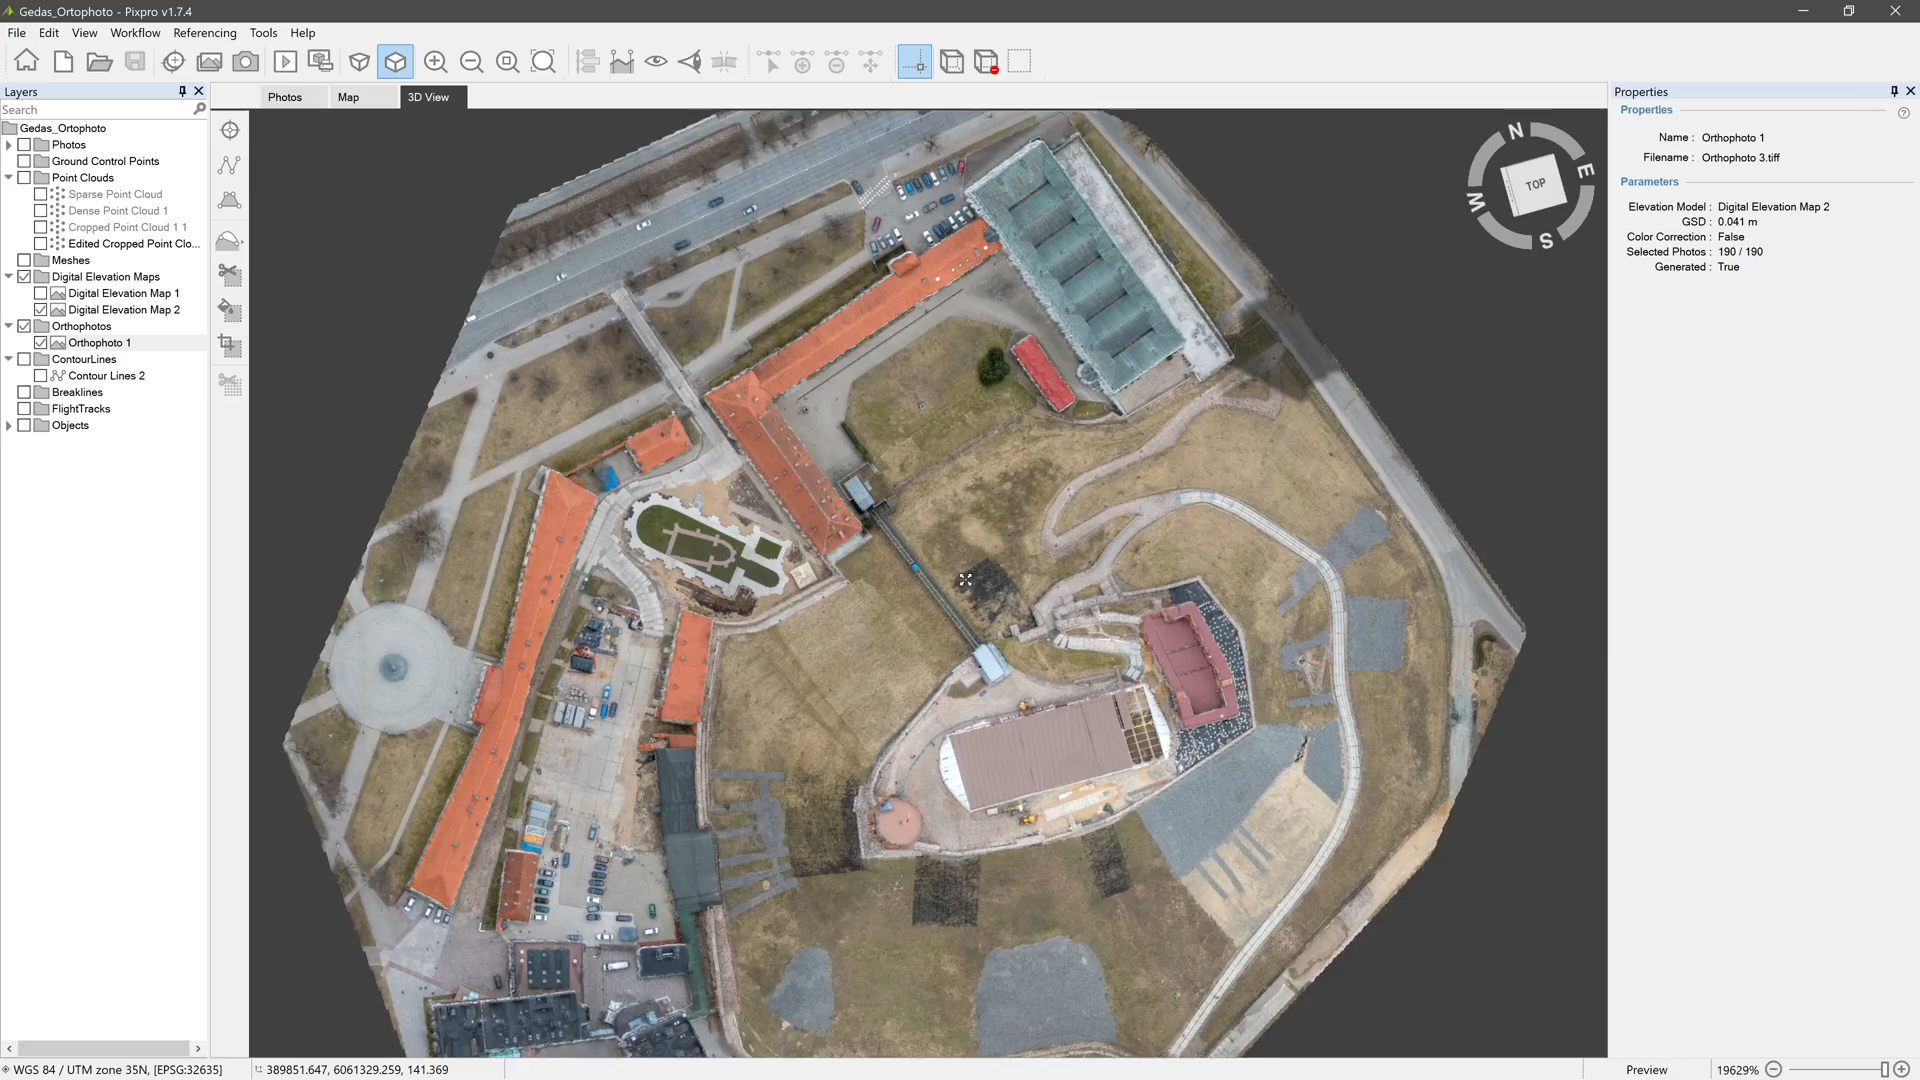 Gedas_Ortophoto - Pixpro v1.7.4
File Edit View Workflow Referencing Tools Help
Layers
Search
Gedas_Ortophoto
Photos
Ground Control Points
Point Clouds
Sparse Point Cloud
Dense Point Cloud 1
Cropped Point Cloud 1 1
Edited Cropped Point Clo...
Meshes
Digital Elevation Maps
Digital Elevation Map 1
Digital Elevation Map 2
Orthophotos
Orthophoto 1
ContourLines
Contour Lines 2
Breaklines
FlightTracks
Objects
Photos Map 3D View
N
E
S
W
TOP
Properties
Properties
Name : Orthophoto 1
Filename : Orthophoto 3.tiff
Parameters
Elevation Model : Digital Elevation Map 2
GSD : 0.041 m
Color Correction : False
Selected Photos : 190 / 190
Generated : True
WGS 84 / UTM zone 35N, [EPSG:32635] 389851.647, 6061329.259, 141.369 Preview 19629%